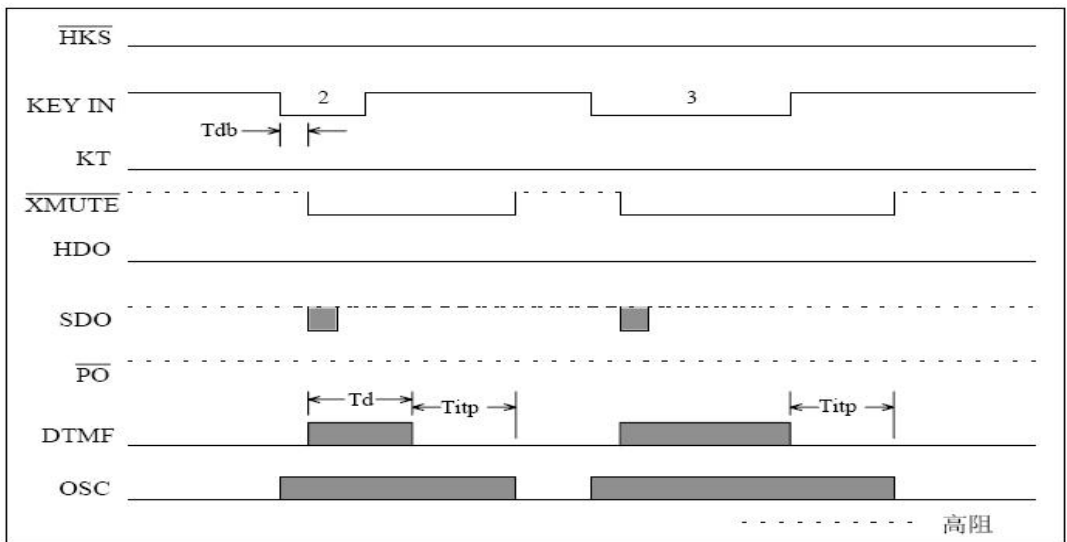 HKS
2
3
KEY IN
Tdb
KT
XMUTE
HDO
SDO
PO
Td
Titp
Titp
DTMF
OSC
高阻